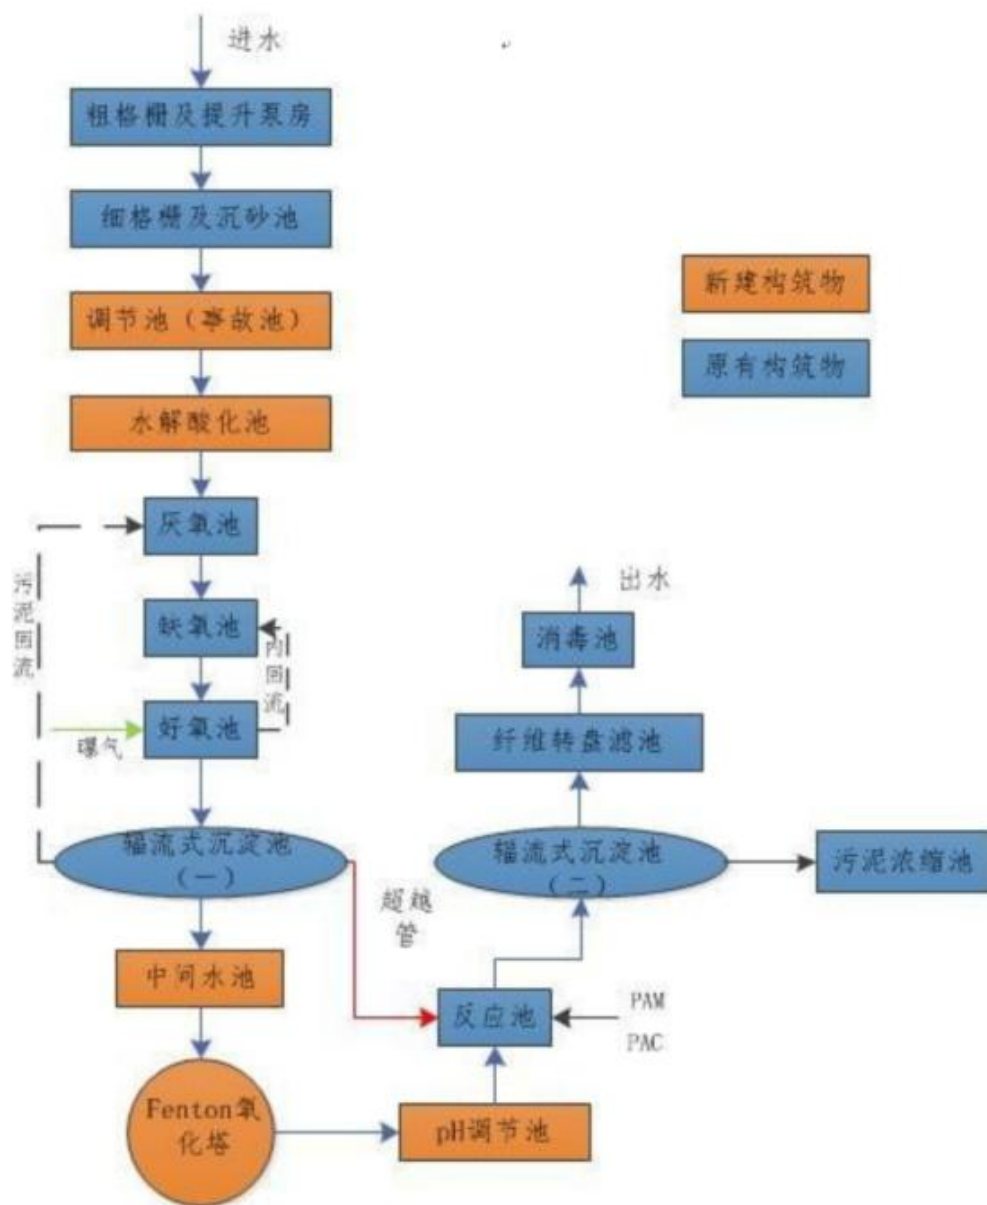 进水
粗格栅及提升泵房
细格栅及沉砂池
调节池（事故池）
水解酸化池
厌氧池
缺氧池
好氧池
污泥回流
内回流
曝气
辐流式沉淀池
（一）
中间水池
Fenton氧
化塔
pH调节池
反应池
PAM
PAC
超越
管
辐流式沉淀池
（二）
污泥浓缩池
纤维转盘滤池
消毒池
出水
新建构筑物
原有构筑物